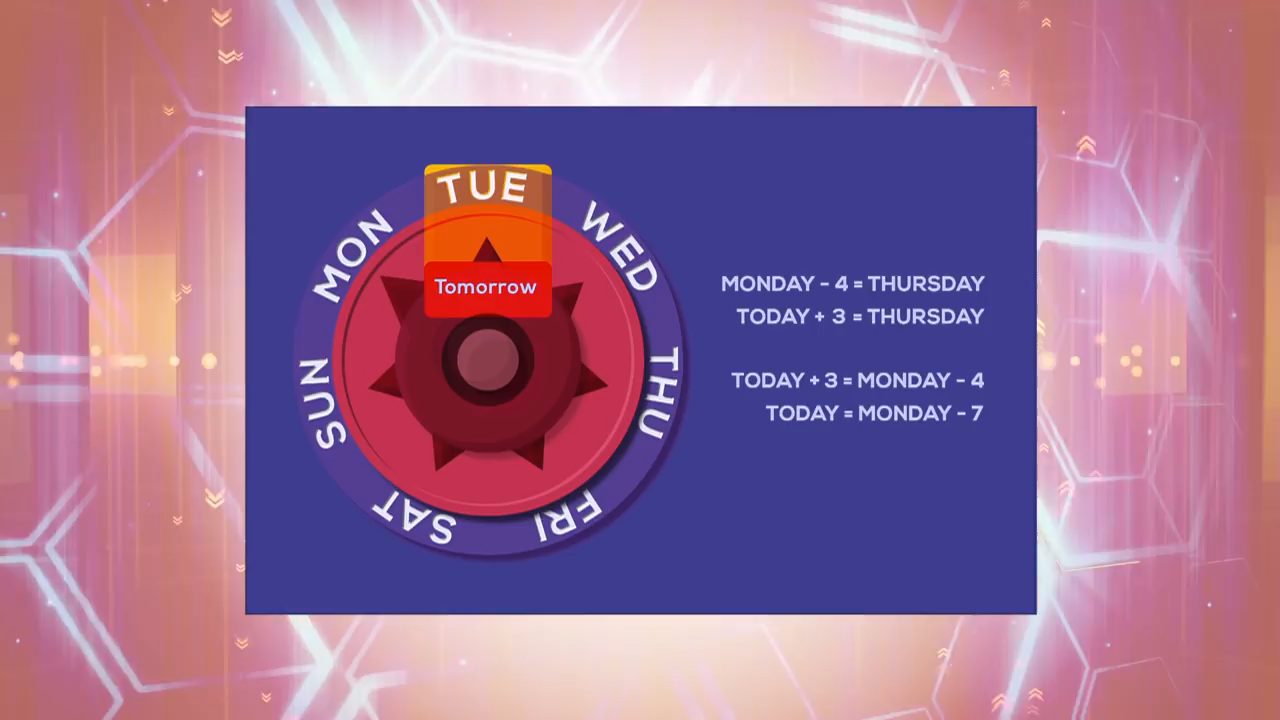 TUE
WED
THU
FRI
SAT
SUN
MON
Tomorrow
MONDAY - 4 = THURSDAY
TODAY + 3 = THURSDAY
TODAY + 3 = MONDAY - 4
TODAY = MONDAY - 7